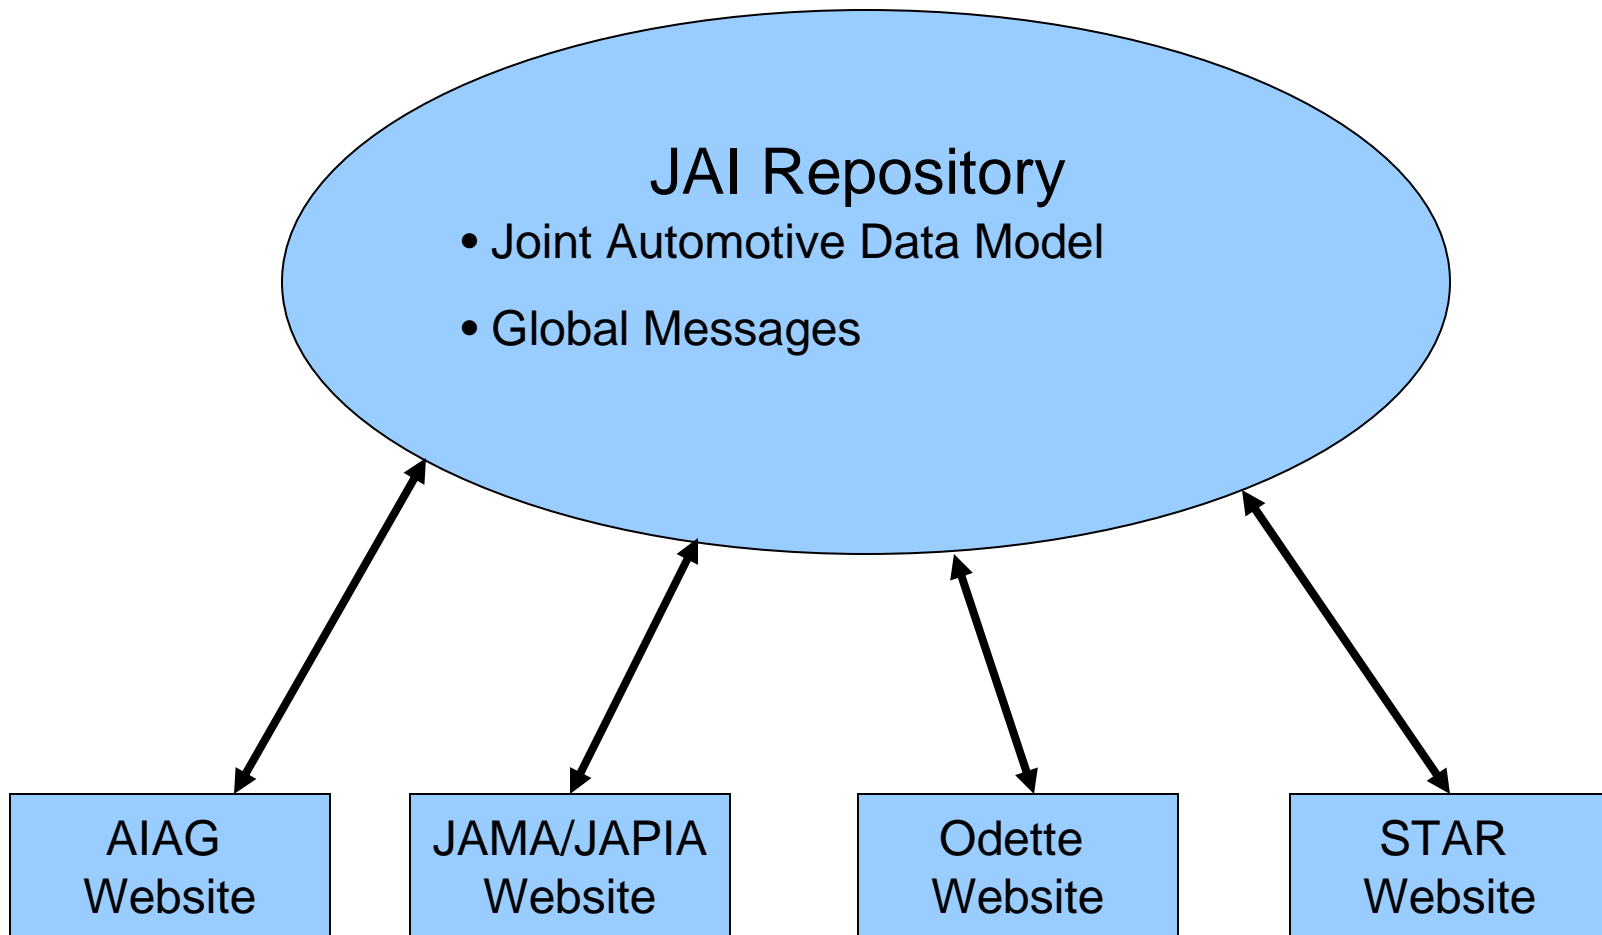 JAI Repository
• Joint Automotive Data Model
• Global Messages
AIAG
Website
JAMA/JAPIA
Website
Odette
Website
STAR
Website